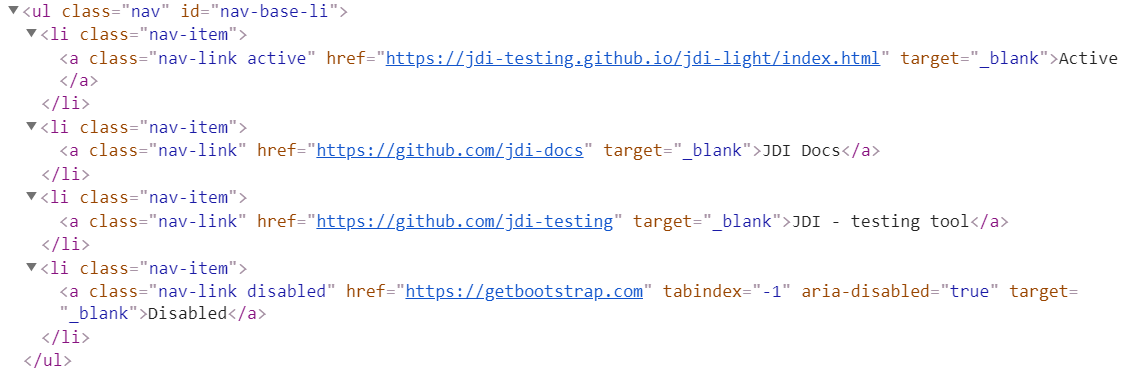 <ul class="nav" id="nav-base-li">
<li class="nav-item">
<a class="nav-link active" href="https://jdi-testing.github.io/jdi-light/index.html" target="_blank">Active
</a>
</li>
<li class="nav-item">
<a class="nav-link" href="https://github.com/jdi-docs" target="_blank">JDI Docs</a>
</li>
<li class="nav-item">
<a class="nav-link" href="https://github.com/jdi-testing" target="_blank">JDI - testing tool</a>
</li>
<li class="nav-item">
<a class="nav-link disabled" href="https://getbootstrap.com" tabindex="-1" aria-disabled="true" target=
"_blank">Disabled</a>
</li>
</ul>